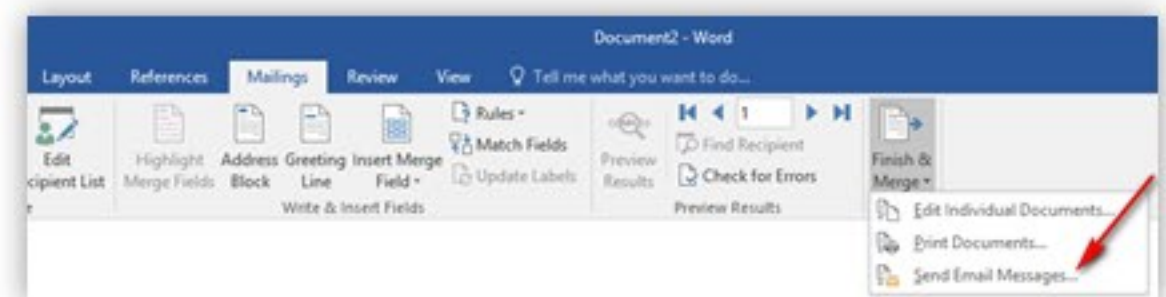 Document2 - Word
Layout References Mailings Review View Tell me what you want to do...
Edit
cipient List
Highlight
Merge Fields
Address
Block
Greeting
Line
Insert Merge
Field
Rules
Match Fields
Update Labels
Write & Insert Fields
Preview
Results
1
Find Recipient
Check for Errors
Preview Results
Finish &
Merge
Edit Individual Documents...
Print Documents...
Send Email Messages...